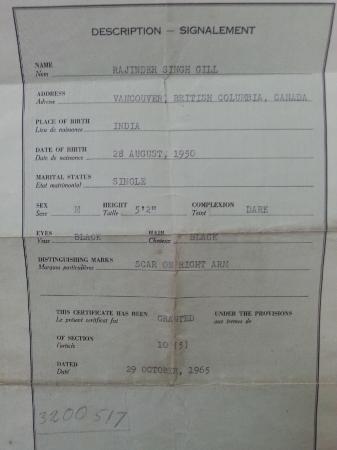 DESCRIPTION – SIGNALEMENT
NAME
Nom RAJINDER SINGH GILL
ADDRESS
Adresse VANCOUVER, BRITISH COLUMBIA, CANADA
PLACE OF BIRTH
Lieu de naissance INDIA
DATE OF BIRTH
Date de naissance 28 AUGUST, 1950
MARITAL STATUS
Etat matrimonial SINGLE
SEX HEIGHT COMPLEXION
Sexe M Taille 5'2" Teint DARK
EYES HAIR
Yeux BLACK Cheveux BLACK
DISTINGUISHING MARKS
Marques particulières SCAR ON RIGHT ARM
THIS CERTIFICATE HAS BEEN UNDER THE PROVISIONS
Le présent certificat fut GRANTED aux termes de
OF SECTION
l'article 10 (5)
DATED
Daté 29 OCTOBER, 1965
3200517